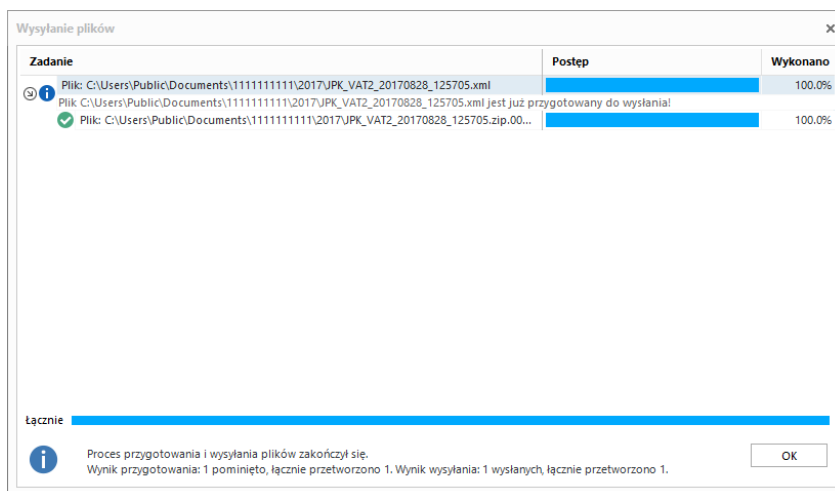 Wysyłanie plików
Zadanie Postęp Wykonano
Plik: C:\Users\Public\Documents\1111111111\2017\JPK_VAT2_20170828_125705.xml 100.0%
Plik C:\Users\Public\Documents\1111111111\2017\JPK_VAT2_20170828_125705.xml jest już przygotowany do wysłania!
Plik: C:\Users\Public\Documents\1111111111\2017\JPK_VAT2_20170828_125705.zip.00... 100.0%
Łącznie
Proces przygotowania i wysyłania plików zakończył się.
OK
Wynik przygotowania: 1 pominięto, łącznie przetworzono 1. Wynik wysyłania: 1 wysłanych, łącznie przetworzono 1.